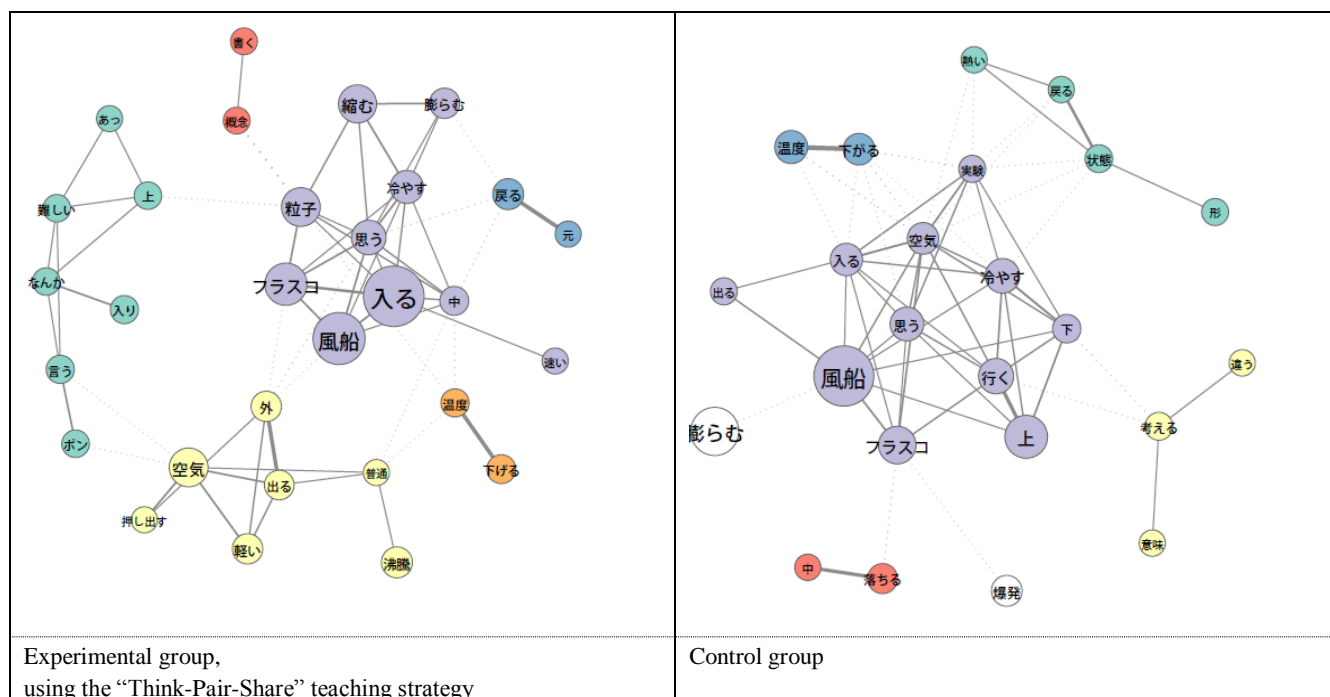 書く
概念
縮む
膨らむ
あっ
冷やす
上
難しい
粒子
戻る
元
思う
なんか
入り
フラスコ
入る
中
風船
速い
言う
外
温度
ポン
空気
出る
普通
下げる
押し出す
軽い
沸騰
熱い
戻る
温度
下がる
状態
実験
形
空気
入る
冷やす
出る
思う
下
風船
行く
違う
考える
膨らむ
フラスコ
上
意味
中
落ちる
爆発
Experimental group,
using the “Think-Pair-Share” teaching strategy
Control group